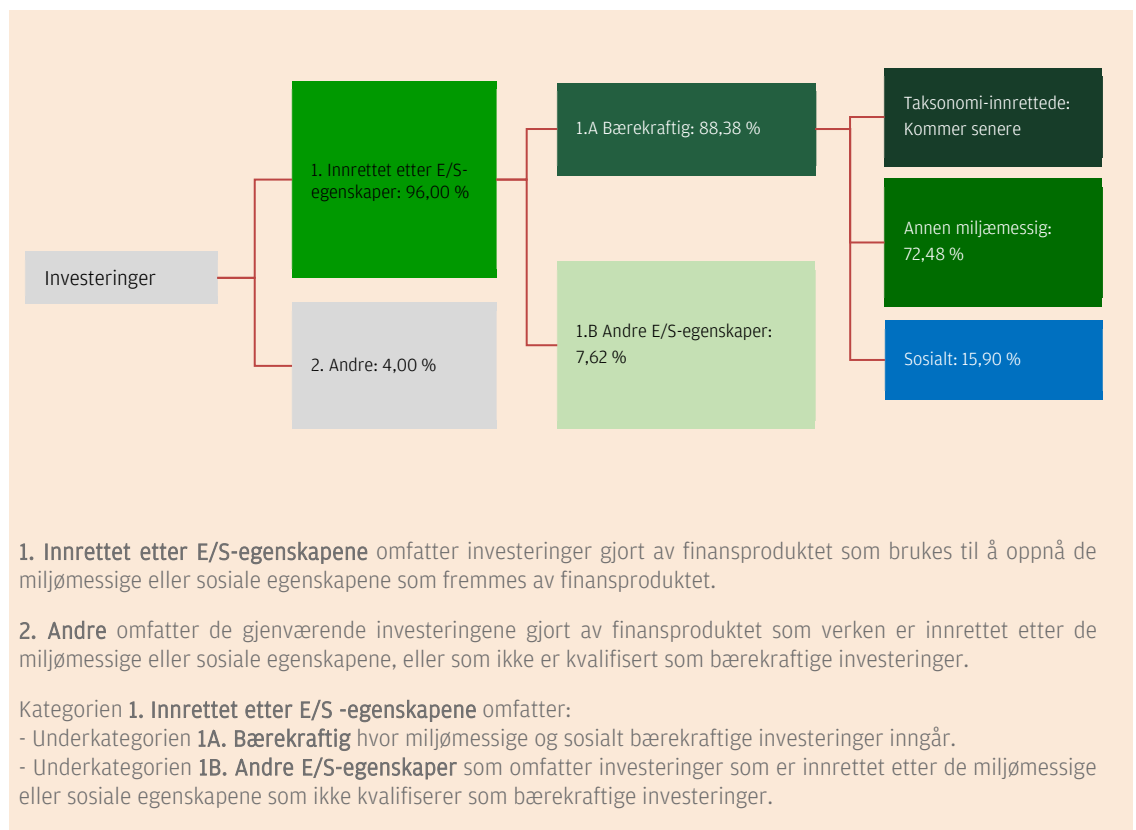 Investeringer
1. Innrettet etter E/S-
egenskaper: 96,00 %
2. Andre: 4,00 %
1.A Bærekraftig: 88,38 %
1.B Andre E/S-egenskaper:
7,62 %
Taksonomi-innrettede:
Kommer senere
Annen miljæmessig:
72,48 %
Sosialt: 15,90 %
1. Innrettet etter E/S-egenskapene omfatter investeringer gjort av finansproduktet som brukes til å oppnå de
miljømessige eller sosiale egenskapene som fremmes av finansproduktet.
2. Andre omfatter de gjenværende investeringene gjort av finansproduktet som verken er innrettet etter de
miljømessige eller sosiale egenskapene, eller som ikke er kvalifisert som bærekraftige investeringer.
Kategorien 1. Innrettet etter E/S -egenskapene omfatter:
- Underkategorien 1A. Bærekraftig hvor miljømessige og sosialt bærekraftige investeringer inngår.
- Underkategorien 1B. Andre E/S-egenskaper som omfatter investeringer som er innrettet etter de miljømessige
eller sosiale egenskapene som ikke kvalifiserer som bærekraftige investeringer.